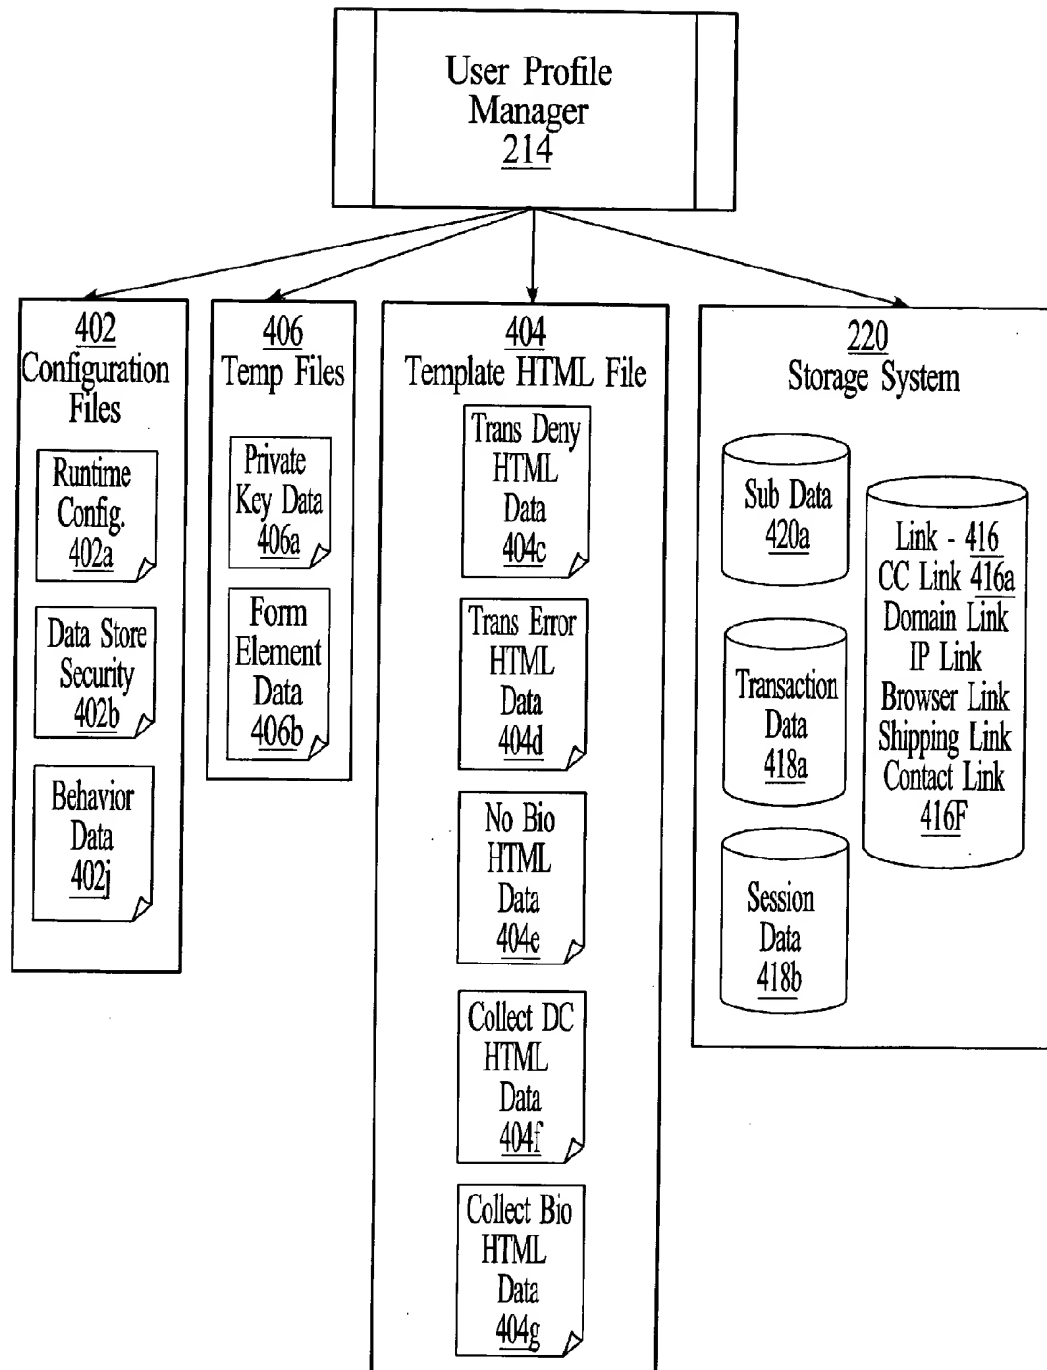 User Profile
Manager
214
402
Configuration
Files
Runtime
Config.
402a
Data Store
Security
402b
Behavior
Data
402j
406
Temp Files
Private
Key Data
406a
Form
Element
Data
406b
404
Template HTML File
Trans Deny
HTML
Data
404c
Trans Error
HTML
Data
404d
No Bio
HTML
Data
404e
Collect DC
HTML
Data
404f
Collect Bio
HTML
Data
404g
220
Storage System
Sub Data
420a
Transaction
Data
418a
Session
Data
418b
Link - 416
CC Link 416a
Domain Link
IP Link
Browser Link
Shipping Link
Contact Link
416F